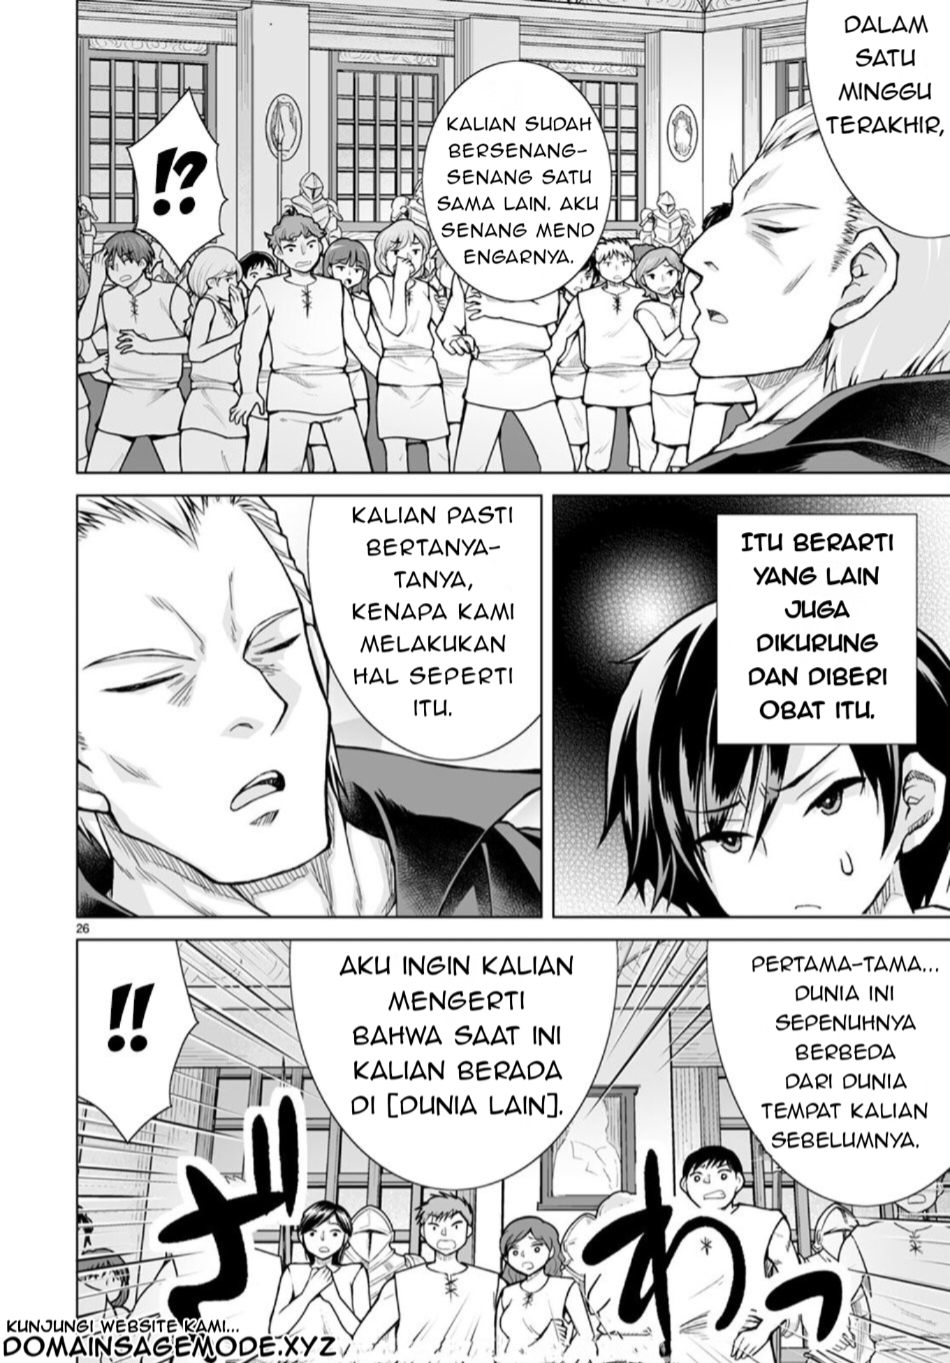 DALAM
SATU
MINGGU
TERAKHIR,
KALIAN SUDAH
BERSENANG-
SENANG SATU
SAMA LAIN. AKU
SENANG MEND
ENGARNYA.
!?
ITU BERARTI
YANG LAIN
JUGA
DIKURUNG
DAN DIBERI
OBAT ITU.
KALIAN PASTI
BERTANYA-
TANYA,
KENAPA KAMI
MELAKUKAN
HAL SEPERTI
ITU.
26
PERTAMA-TAMA...
DUNIA INI
SEPENUHNYA
BERBEDA
DARI DUNIA
TEMPAT KALIAN
SEBELUMNYA.
AKU INGIN KALIAN
MENGERTI
BAHWA SAAT INI
KALIAN BERADA
DI [DUNIA LAIN].
!!
ざわっ
KUNJUNGI WEBSITE KAMI...
DOMAINSAGEMODE.XYZ